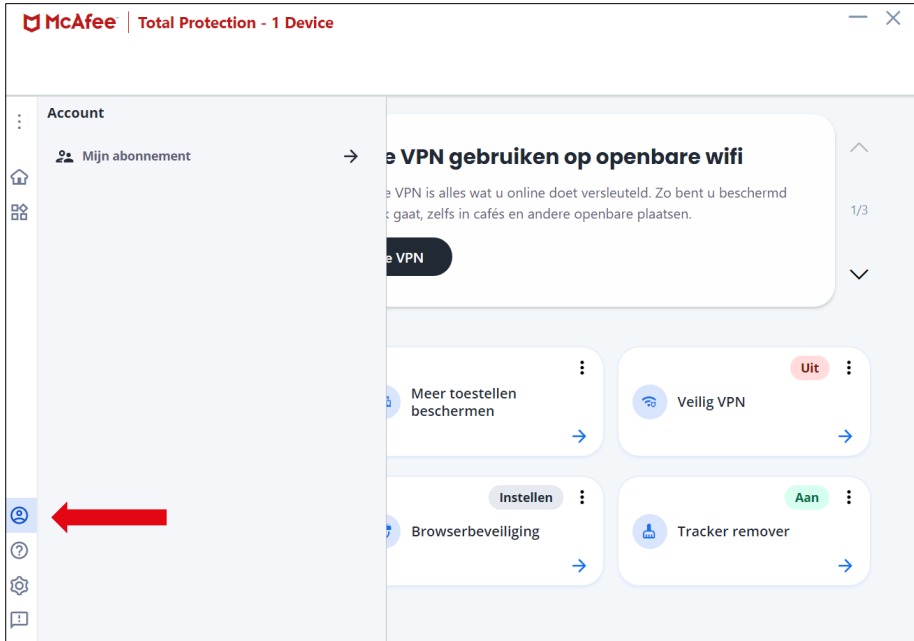 McAfee Total Protection - 1 Device
Account
Mijn abonnement
e VPN gebruiken op openbare wifi
e VPN is alles wat u online doet versleuteld. Zo bent u beschermd
k gaat, zelfs in cafés en andere openbare plaatsen.
1/3
e VPN
Meer toestellen
beschermen
Uit
Veilig VPN
Instellen
Browserbeveiliging
Aan
Tracker remover